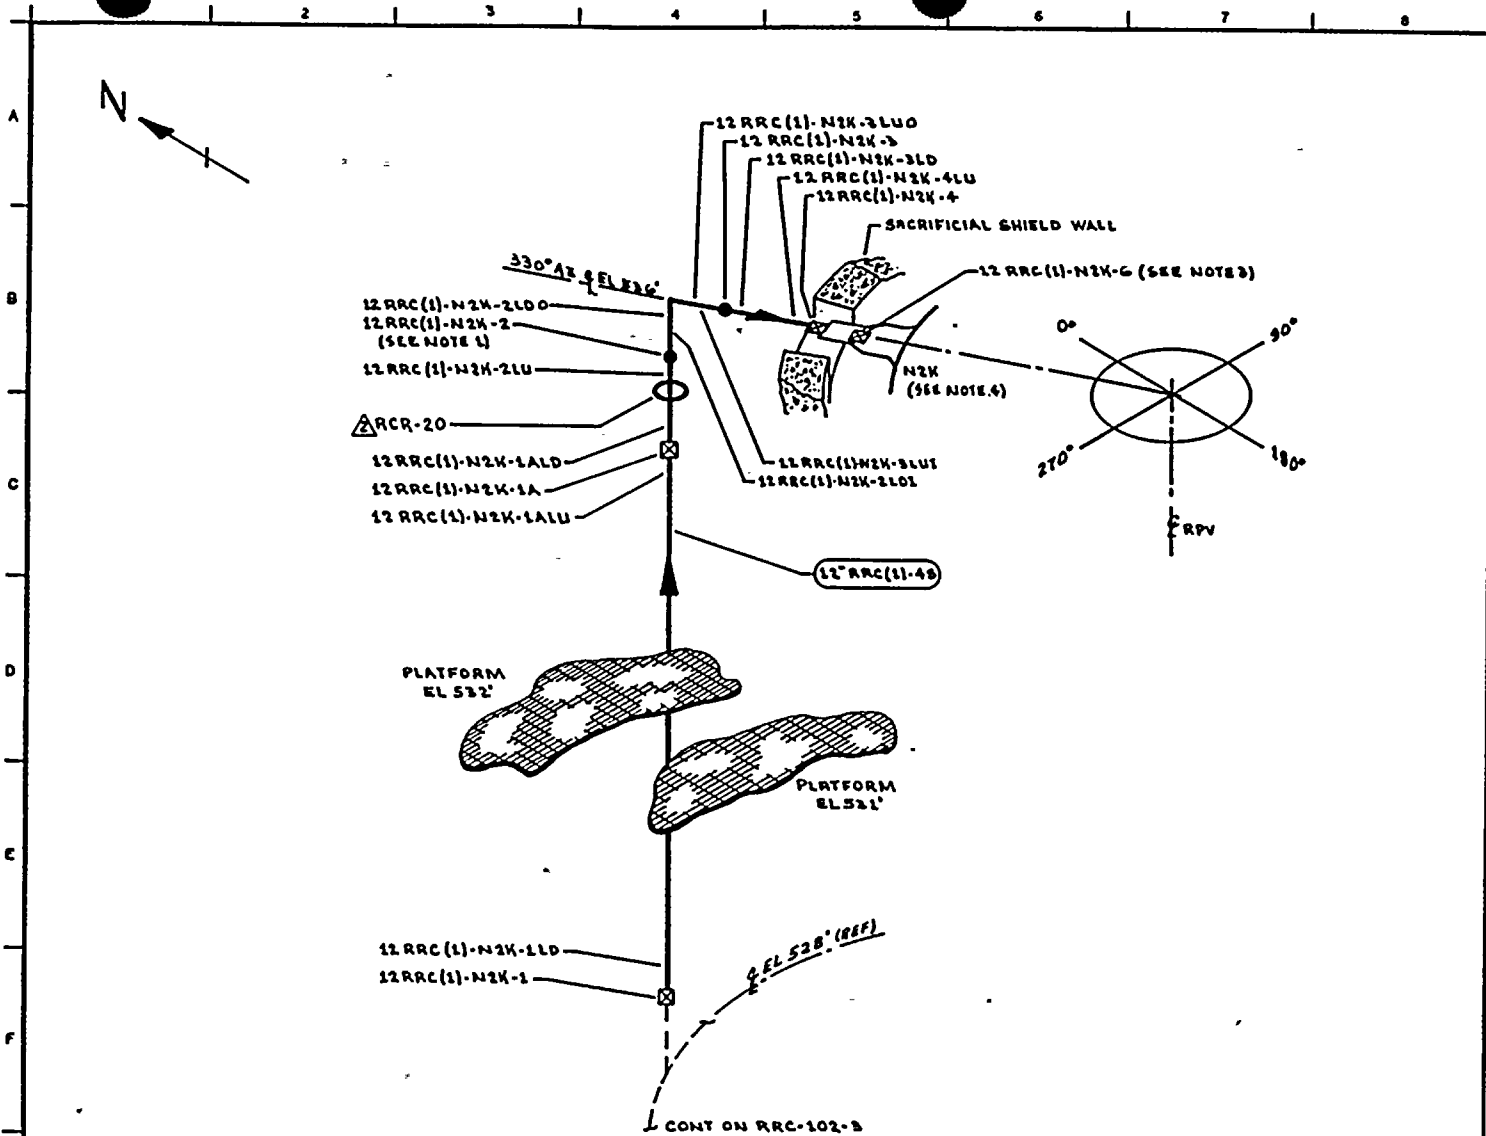 2 3 4 5 6 7 8
A
N
12 RRC(1)-N2K-3LUO
12 RRC(1)-N2K-3
12 RRC(1)-N2K-3LD
12 RRC(1)-N2K-4LU
12 RRC(1)-N2K-4
SACRIFICIAL SHIELD WALL
330° AZ ℄ EL 536'
12 RRC(1)-N2K-6 (SEE NOTE 3)
B
12 RRC(1)-N2K-2LDO
12 RRC(1)-N2K-2
(SEE NOTE 1)
12 RRC(1)-N2K-2LU
0°
90°
N2K
(SEE NOTE.4)
2 RCR-20
12 RRC(1)-N2K-1ALD
12 RRC(1)-N2K-3LUI
270°
180°
C
12 RRC(1)-N2K-1A
12 RRC(1)-N2K-2LDI
12 RRC(1)-N2K-1ALU
℄ RPV
12" RRC(1)-4S
D
PLATFORM
EL 532'
PLATFORM
EL 531'
E
12 RRC(1)-N2K-1LD
12 RRC(1)-N2K-1
℄ EL 528' (REF)
F
CONT ON RRC-102-3